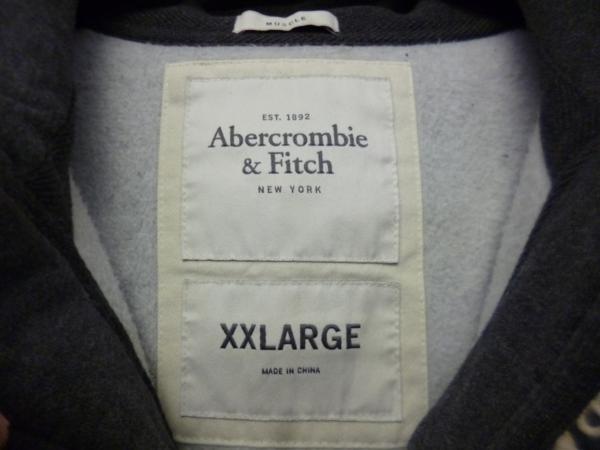 MUSCLE
EST. 1892
Abercrombie
& Fitch
NEW YORK
XXLARGE
MADE IN CHINA